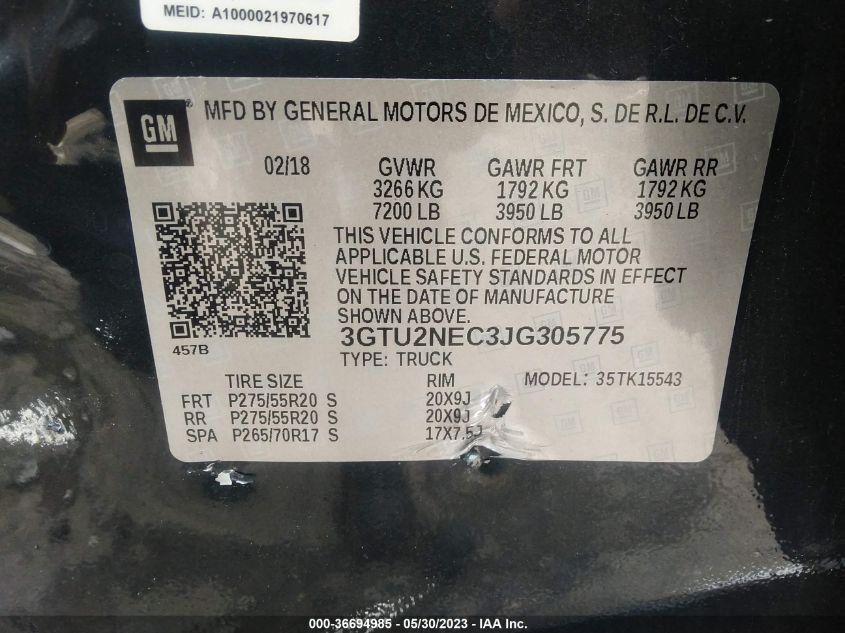 MEID: A1000021970617
GM ®
MFD BY GENERAL MOTORS DE MEXICO, S. DE R.L. DE C.V.
02/18 GVWR GAWR FRT GAWR RR
3266 KG 1792 KG 1792 KG
7200 LB 3950 LB 3950 LB
THIS VEHICLE CONFORMS TO ALL
APPLICABLE U.S. FEDERAL MOTOR
VEHICLE SAFETY STANDARDS IN EFFECT
ON THE DATE OF MANUFACTURE
SHOWN ABOVE.
457B
3GTU2NEC3JG305775
TYPE: TRUCK
TIRE SIZE RIM MODEL: 35TK15543
FRT P275/55R20 S 20X9J
RR P275/55R20 S 20X9J
SPA P265/70R17 S 17X7.5J
000-36694985 - 05/30/2023 - IAA Inc.